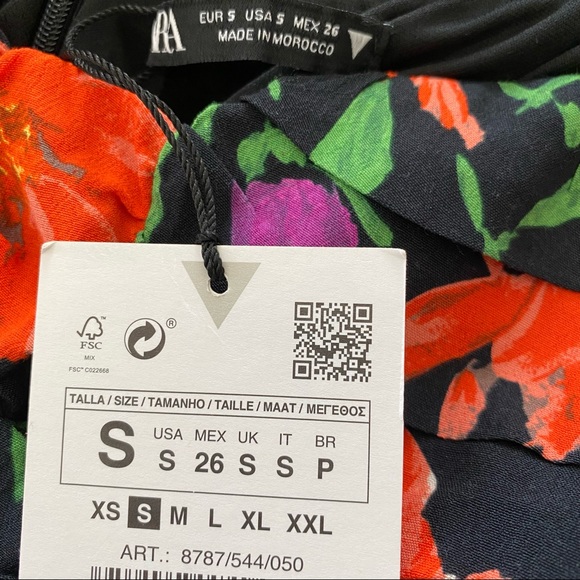 EUR S USA S MEX 26
MADE IN MOROCCO
®
FSC
MIX
FSC® C022668
TALLA / SIZE / TAMANHO / TAILLE / MAAT / ΜΕΓΕΘΟΣ
S USA S MEX 26 UK S IT S BR P
XS S M L XL XXL
ART.: 8787/544/050